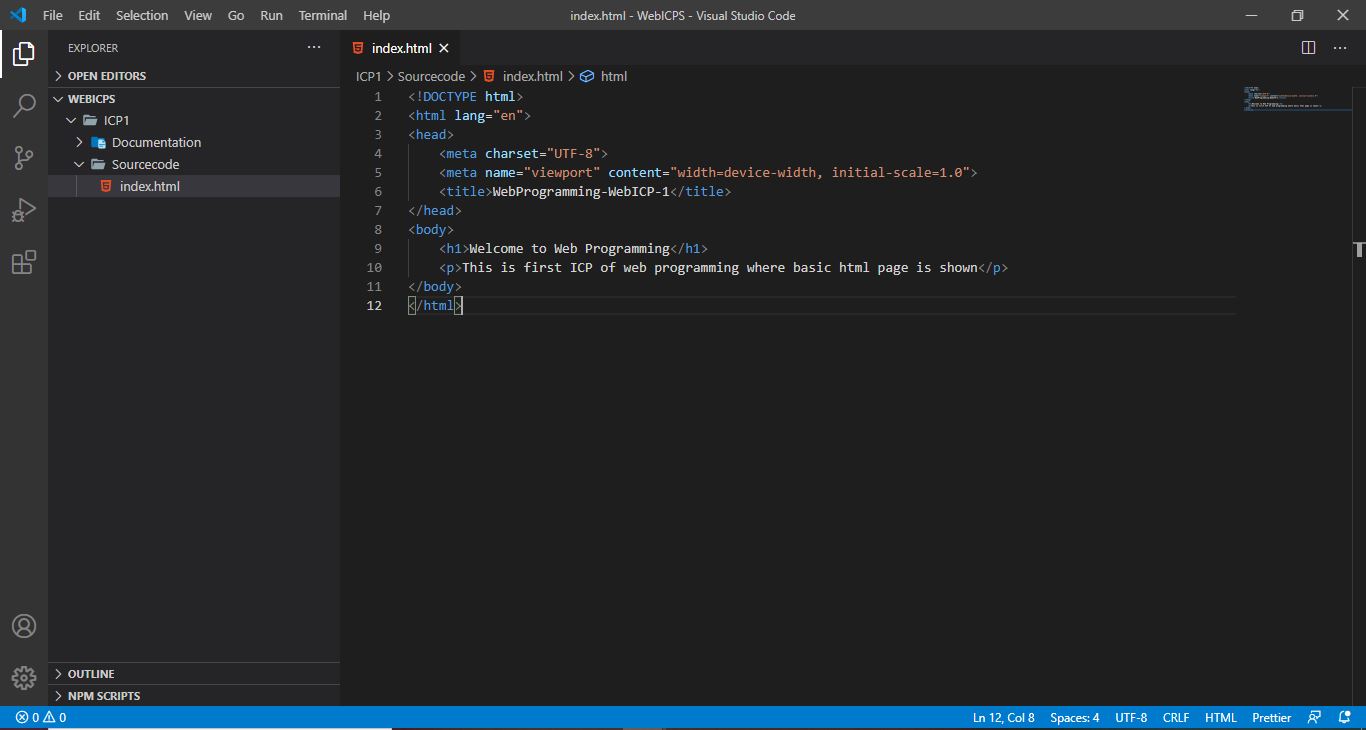 File Edit Selection View Go Run Terminal Help
index.html - WebICPS - Visual Studio Code
EXPLORER
OPEN EDITORS
WEBICPS
ICP1
Documentation
Sourcecode
index.html
OUTLINE
NPM SCRIPTS
index.html
ICP1 > Sourcecode > index.html > html
1 <!DOCTYPE html>
2 <html lang="en">
3 <head>
4     <meta charset="UTF-8">
5     <meta name="viewport" content="width=device-width, initial-scale=1.0">
6     <title>WebProgramming-WebICP-1</title>
7 </head>
8 <body>
9     <h1>Welcome to Web Programming</h1>
10     <p>This is first ICP of web programming where basic html page is shown</p>
11 </body>
12 </html>
0 0 Ln 12, Col 8 Spaces: 4 UTF-8 CRLF HTML Prettier